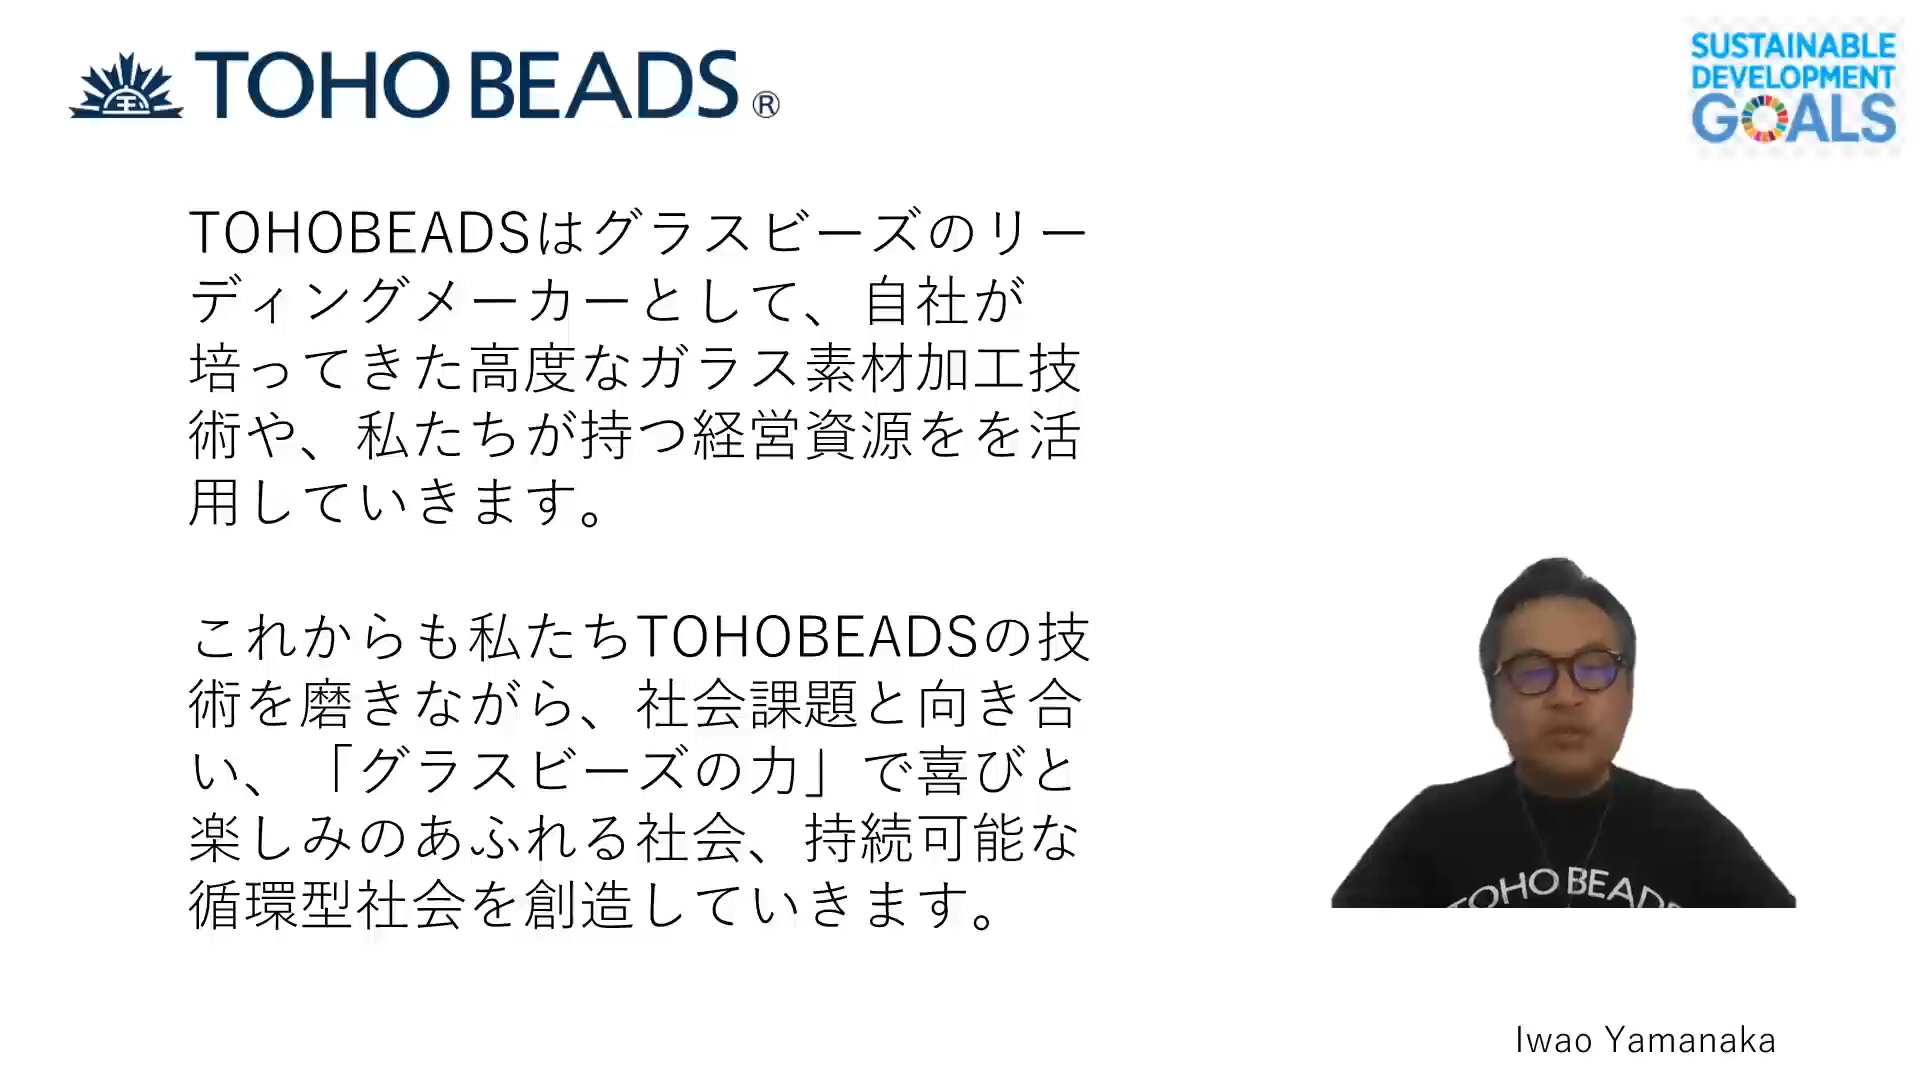 TOHO BEADS®
SUSTAINABLE
DEVELOPMENT
GOALS
TOHOBEADSはグラスビーズのリー
ディングメーカーとして、自社が
培ってきた高度なガラス素材加工技
術や、私たちが持つ経営資源をを活
用していきます。
これからも私たちTOHOBEADSの技
術を磨きながら、社会課題と向き合
い、「グラスビーズの力」で喜びと
楽しみのあふれる社会、持続可能な
循環型社会を創造していきます。
TOHO BEADS
Iwao Yamanaka